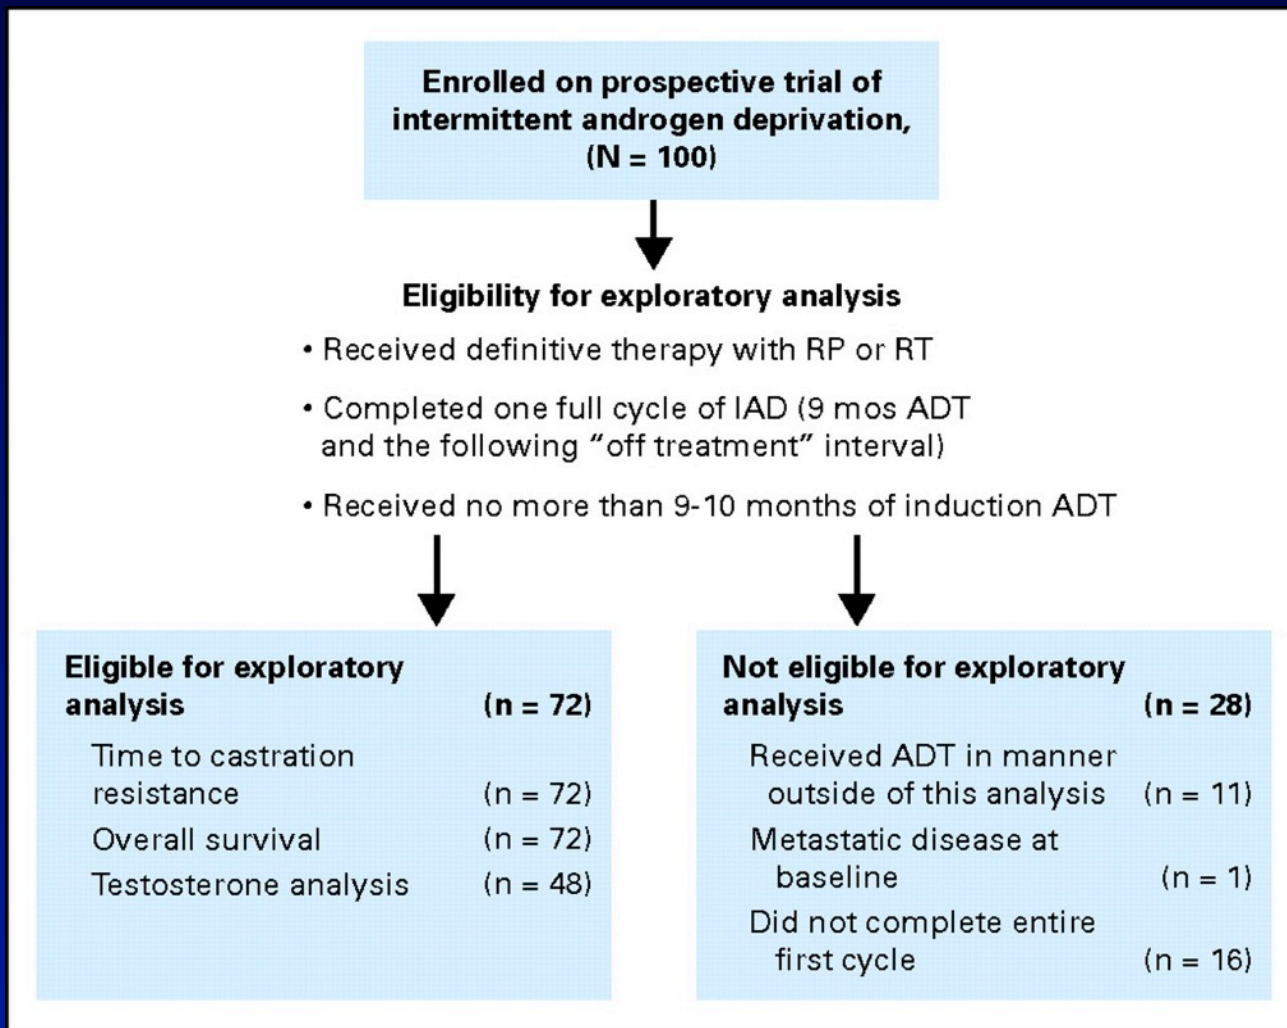 Enrolled on prospective trial of
intermittent androgen deprivation,
(N = 100)
Eligibility for exploratory analysis
• Received definitive therapy with RP or RT
• Completed one full cycle of IAD (9 mos ADT
and the following “off treatment” interval)
• Received no more than 9-10 months of induction ADT
Eligible for exploratory
analysis (n = 72)
Time to castration
resistance (n = 72)
Overall survival (n = 72)
Testosterone analysis (n = 48)
Not eligible for exploratory
analysis (n = 28)
Received ADT in manner
outside of this analysis (n = 11)
Metastatic disease at
baseline (n = 1)
Did not complete entire
first cycle (n = 16)